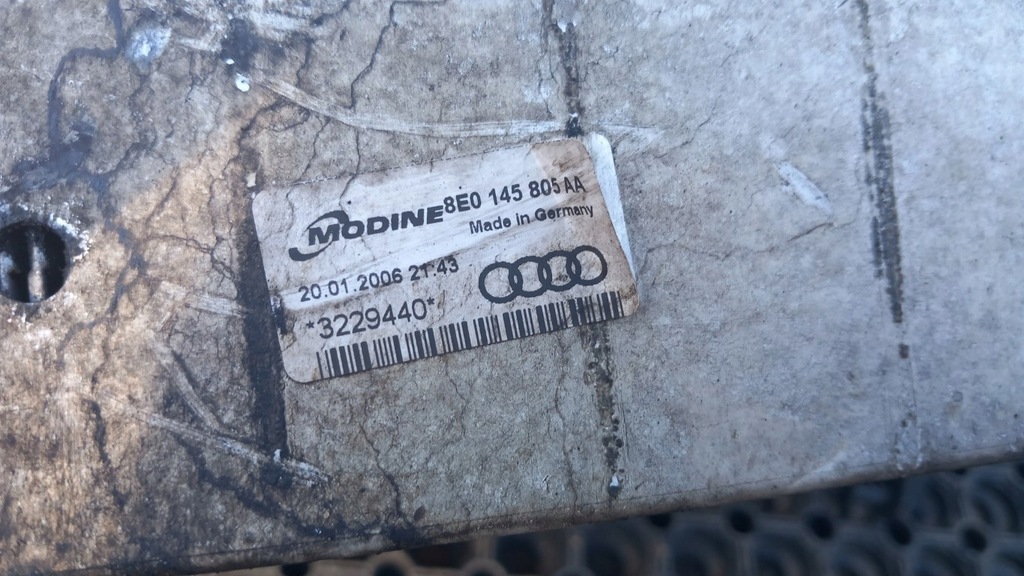 MODINE 8E0 145 805 AA
Made in Germany
20.01.2006 21:43
*3229440*